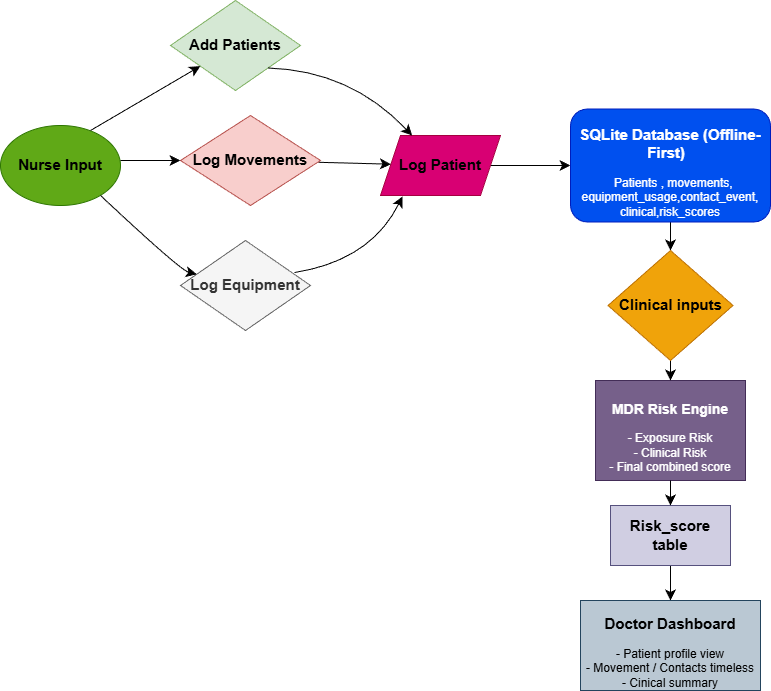 Add Patients
Nurse Input
Log Movements
Log Patient
Log Equipment
SQLite Database (Offline-
First)
Patients , movements,
equipment_usage,contact_event,
clinical,risk_scores
Clinical inputs
MDR Risk Engine
- Exposure Risk
- Clinical Risk
- Final combined score
Risk_score
table
Doctor Dashboard
- Patient profile view
- Movement / Contacts timeless
- Cinical summary